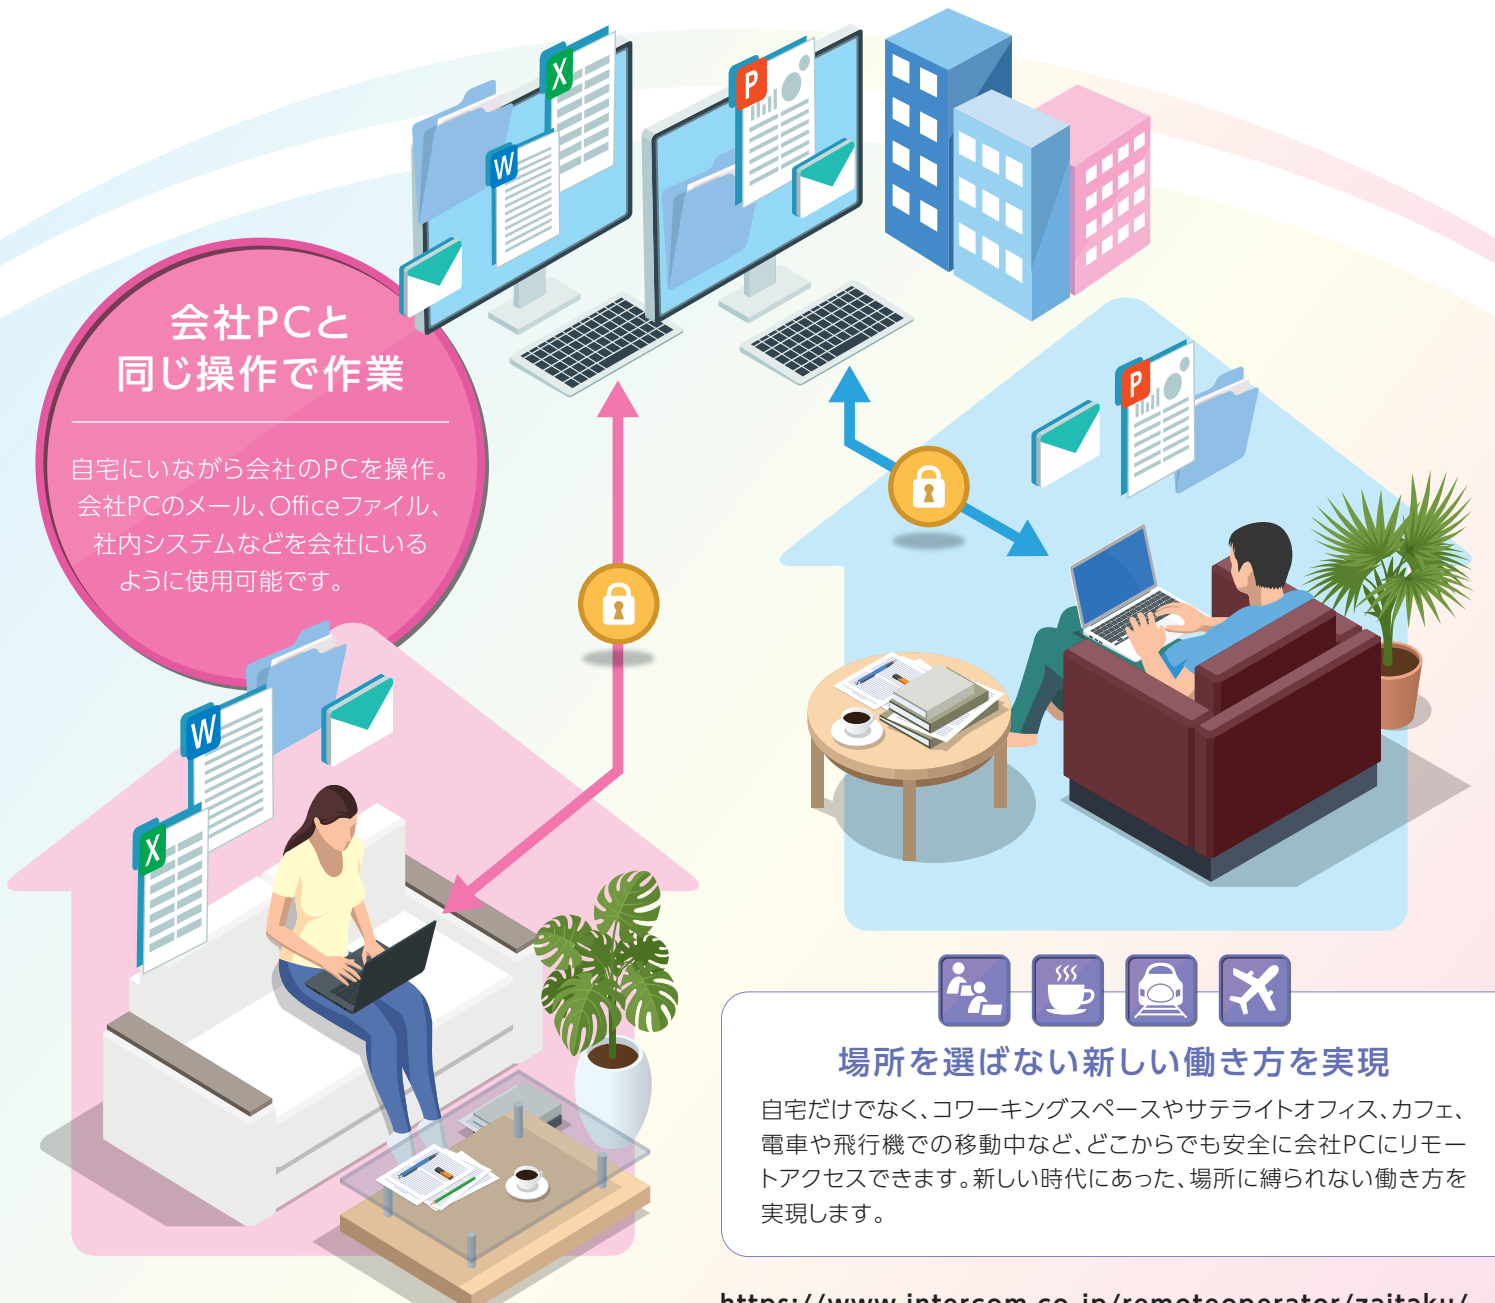 X
P
W
会社PCと
同じ操作で作業
自宅にいながら会社のPCを操作。
会社PCのメール、Officeファイル、
社内システムなどを会社にいる
ように使用可能です。
P
W
X
場所を選ばない新しい働き方を実現
自宅だけでなく、コワーキングスペースやサテライトオフィス、カフェ、
電車や飛行機での移動中など、どこからでも安全に会社PCにリモー
トアクセスできます。新しい時代にあった、場所に縛られない働き方を
実現します。
https://www.intercom.co.jp/remoteoperator/zaitaku/